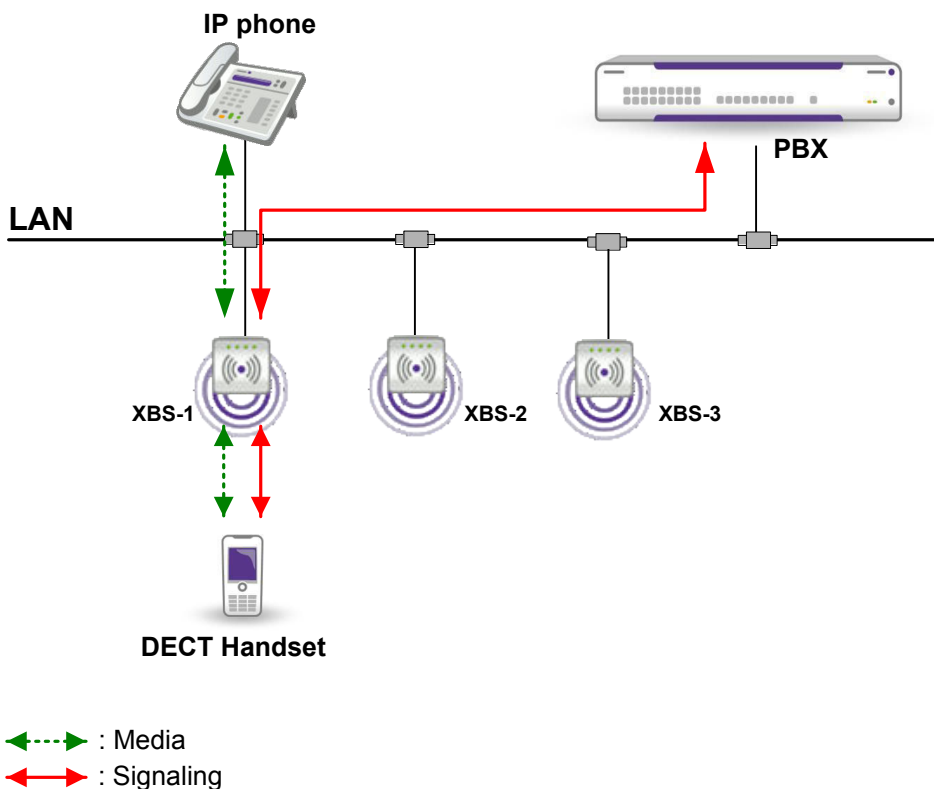 IP phone
PBX
LAN
XBS-1
XBS-2
XBS-3
DECT Handset
: Media
: Signaling